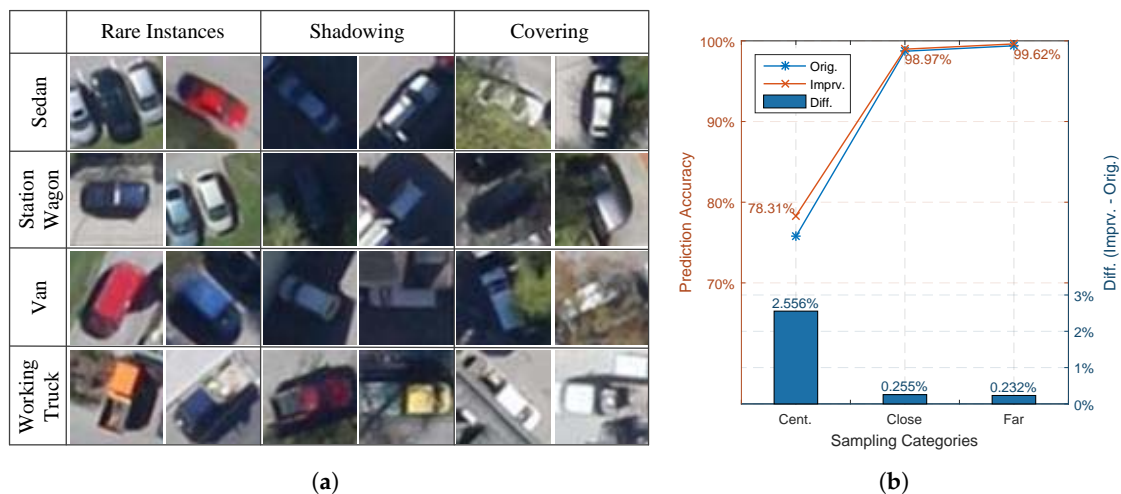 Rare Instances Shadowing Covering
Sedan
Station
Wagon
Van
Working
Truck
(a)
100%
90%
80%
70%
Prediction Accuracy
Orig.
Imprv.
Diff.
98.97%
99.62%
78.31%
2.556%
0.255%
0.232%
3%
2%
1%
0%
Diff. (Imprv. - Orig.)
Cent. Close Far
Sampling Categories
(b)